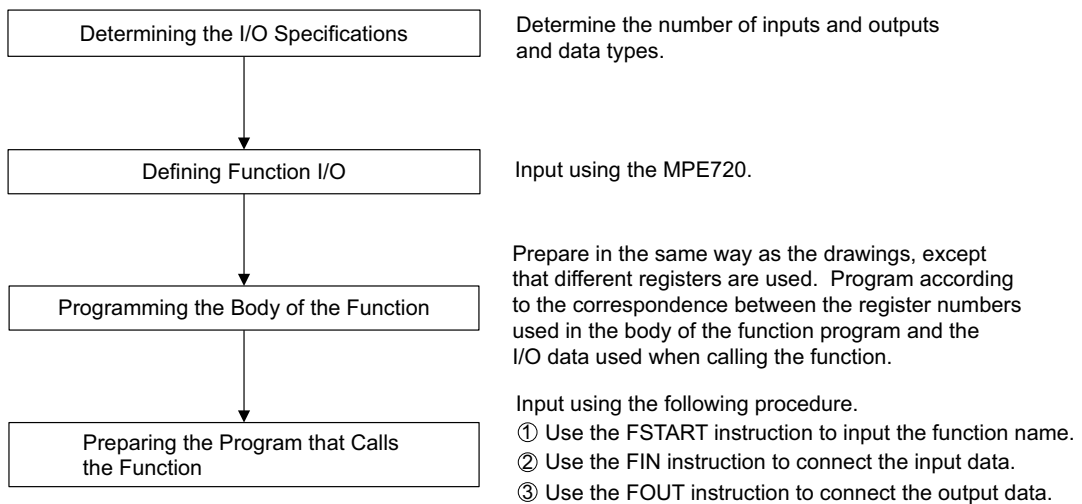 Determining the I/O Specifications
Determine the number of inputs and outputs
and data types.
Defining Function I/O
Input using the MPE720.
Programming the Body of the Function
Prepare in the same way as the drawings, except
that different registers are used. Program according
to the correspondence between the register numbers
used in the body of the function program and the
I/O data used when calling the function.
Preparing the Program that Calls
the Function
Input using the following procedure.
① Use the FSTART instruction to input the function name.
② Use the FIN instruction to connect the input data.
③ Use the FOUT instruction to connect the output data.